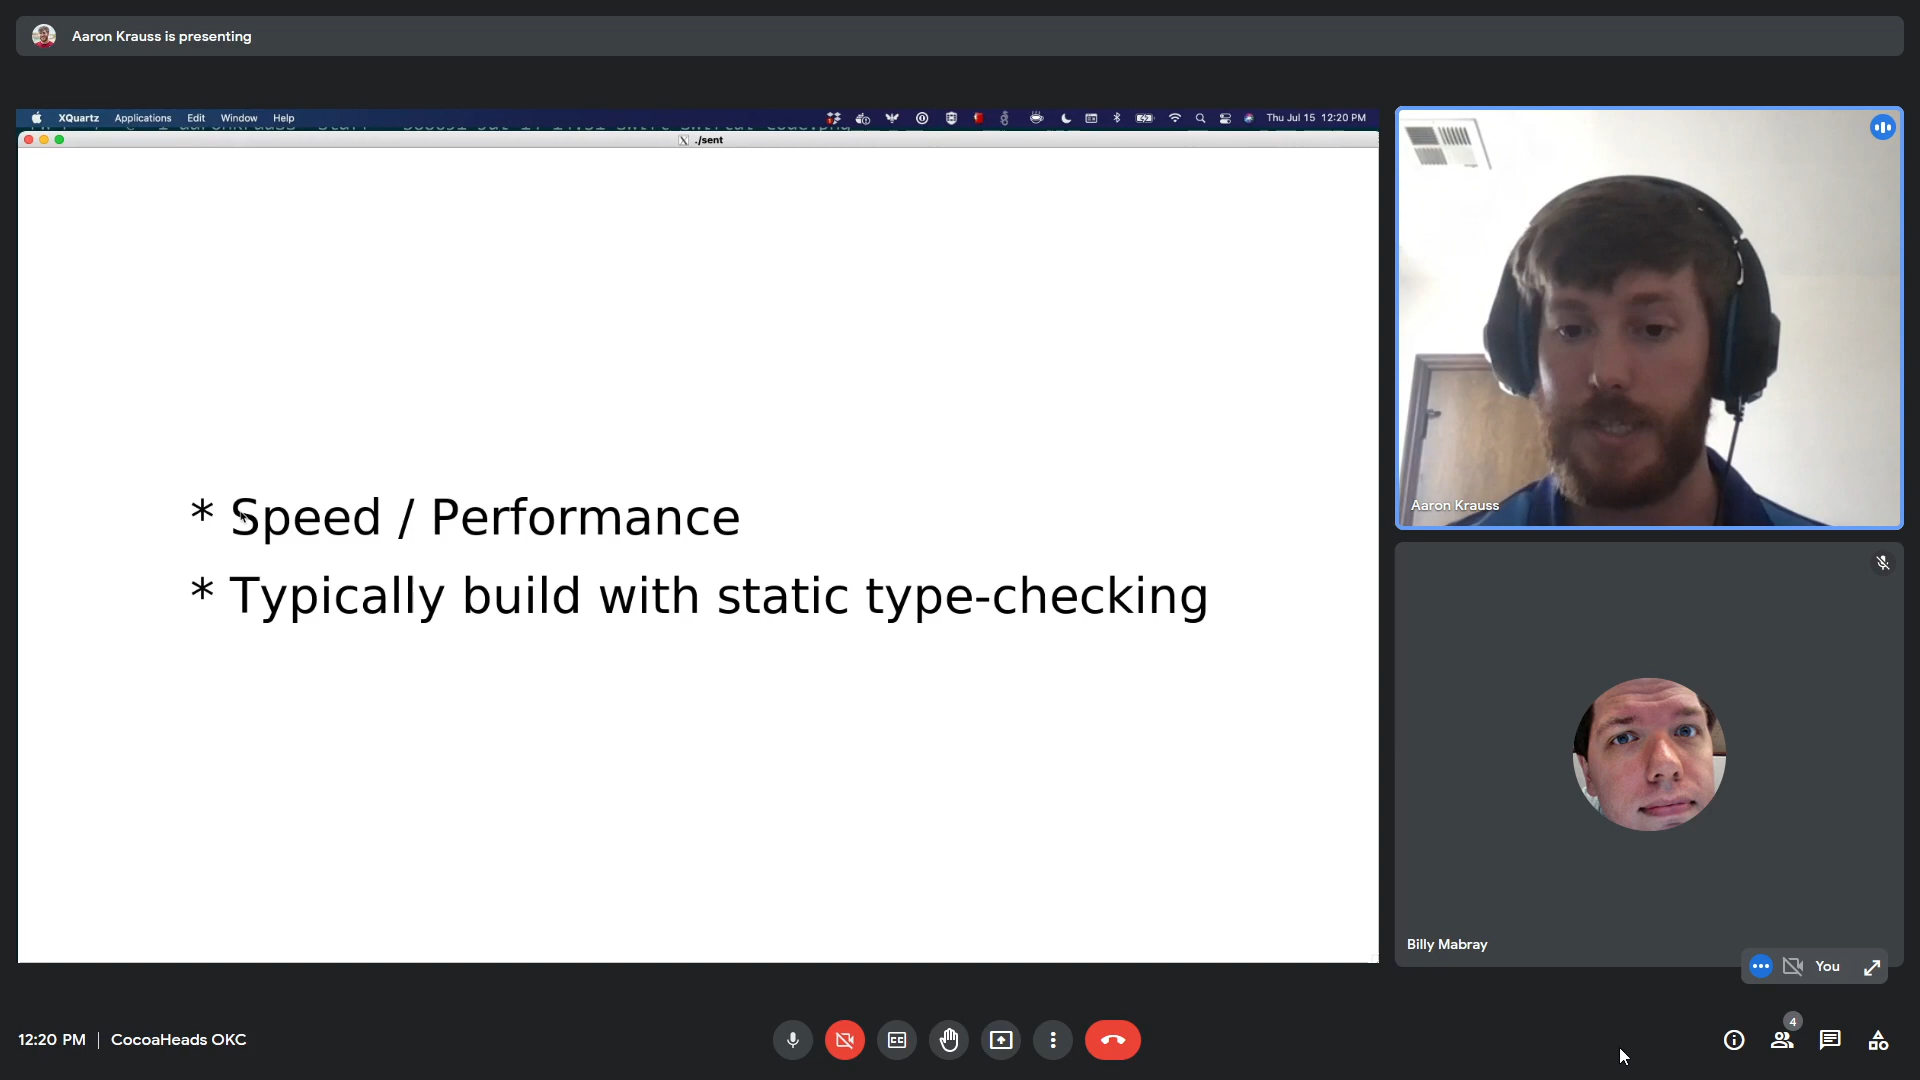 Aaron Krauss is presenting
XQuartz Applications Edit Window Help
Thu Jul 15 12:20 PM
./sent
* Speed / Performance
* Typically build with static type-checking
Aaron Krauss
Billy Mabray
You
12:20 PM | CocoaHeads OKC
4